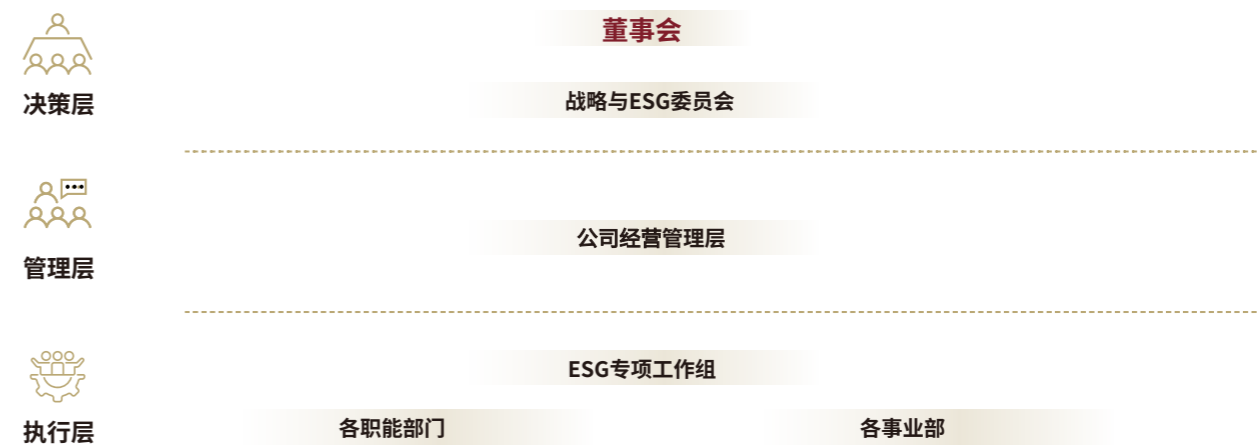 董事会
战略与ESG委员会
决策层
公司经营管理层
管理层
ESG专项工作组
各职能部门
各事业部
执行层